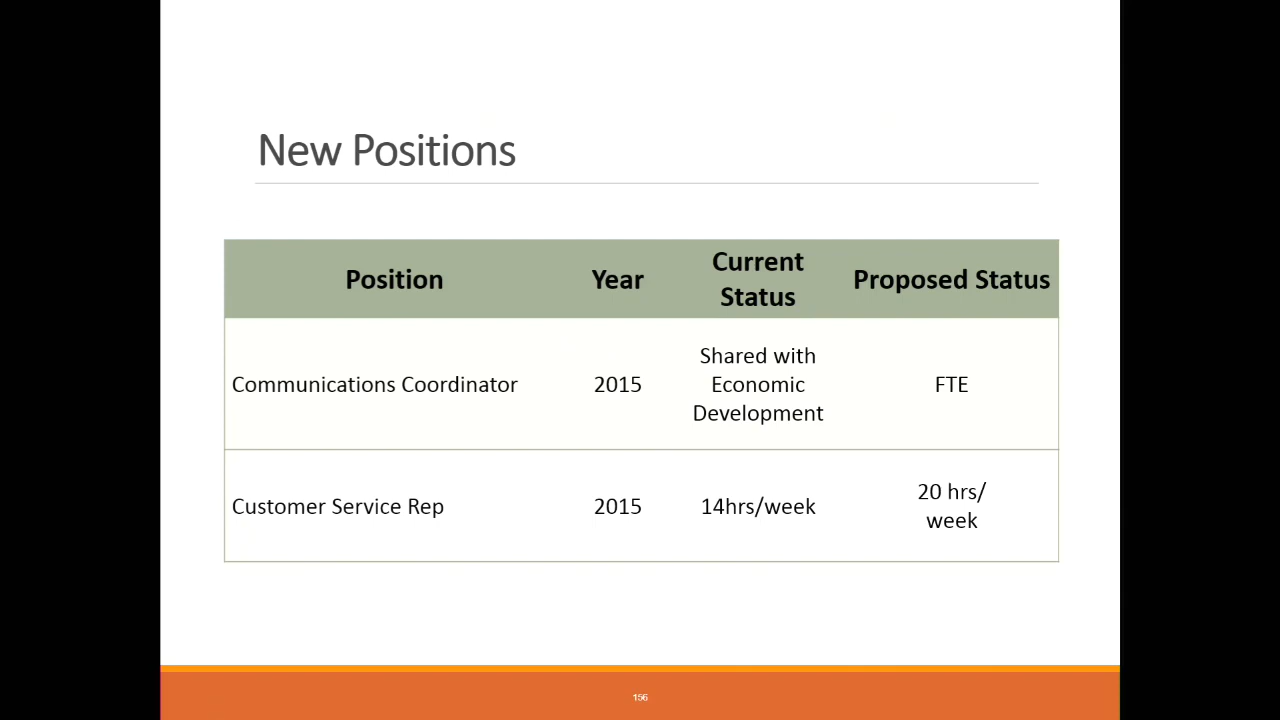 New Positions
Position
Year
Current
Status
Proposed Status
Communications Coordinator
2015
Shared with
Economic
Development
FTE
Customer Service Rep
2015
14hrs/week
20 hrs/
week
156